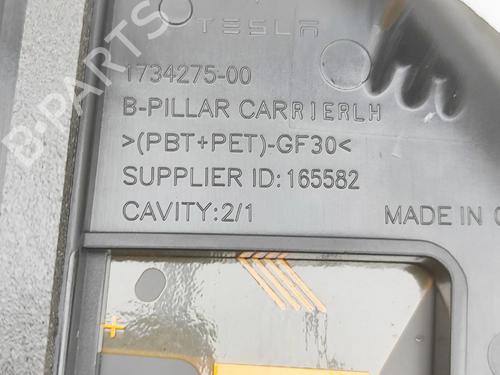 TESLA
1734275-00
B-PILLAR CARRIERLH
>(PBT+PET)-GF30<
SUPPLIER ID:165582
CAVITY:2/1
MADE IN
B-PARTS